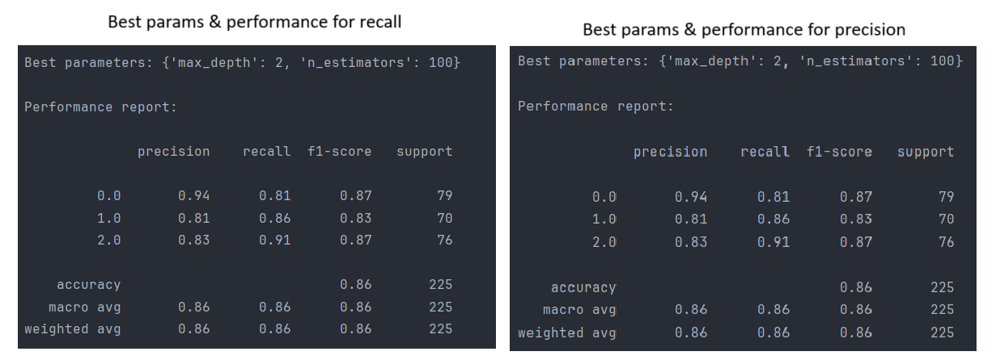 Best params & performance for recall
Best parameters: {'max_depth': 2, 'n_estimators': 100}
Performance report:
precision recall f1-score support
0.0 0.94 0.81 0.87 79
1.0 0.81 0.86 0.83 70
2.0 0.83 0.91 0.87 76
accuracy 0.86 225
macro avg 0.86 0.86 0.86 225
weighted avg 0.86 0.86 0.86 225
Best params & performance for precision
Best parameters: {'max_depth': 2, 'n_estimators': 100}
Performance report:
precision recall f1-score support
0.0 0.94 0.81 0.87 79
1.0 0.81 0.86 0.83 70
2.0 0.83 0.91 0.87 76
accuracy 0.86 225
macro avg 0.86 0.86 0.86 225
weighted avg 0.86 0.86 0.86 225